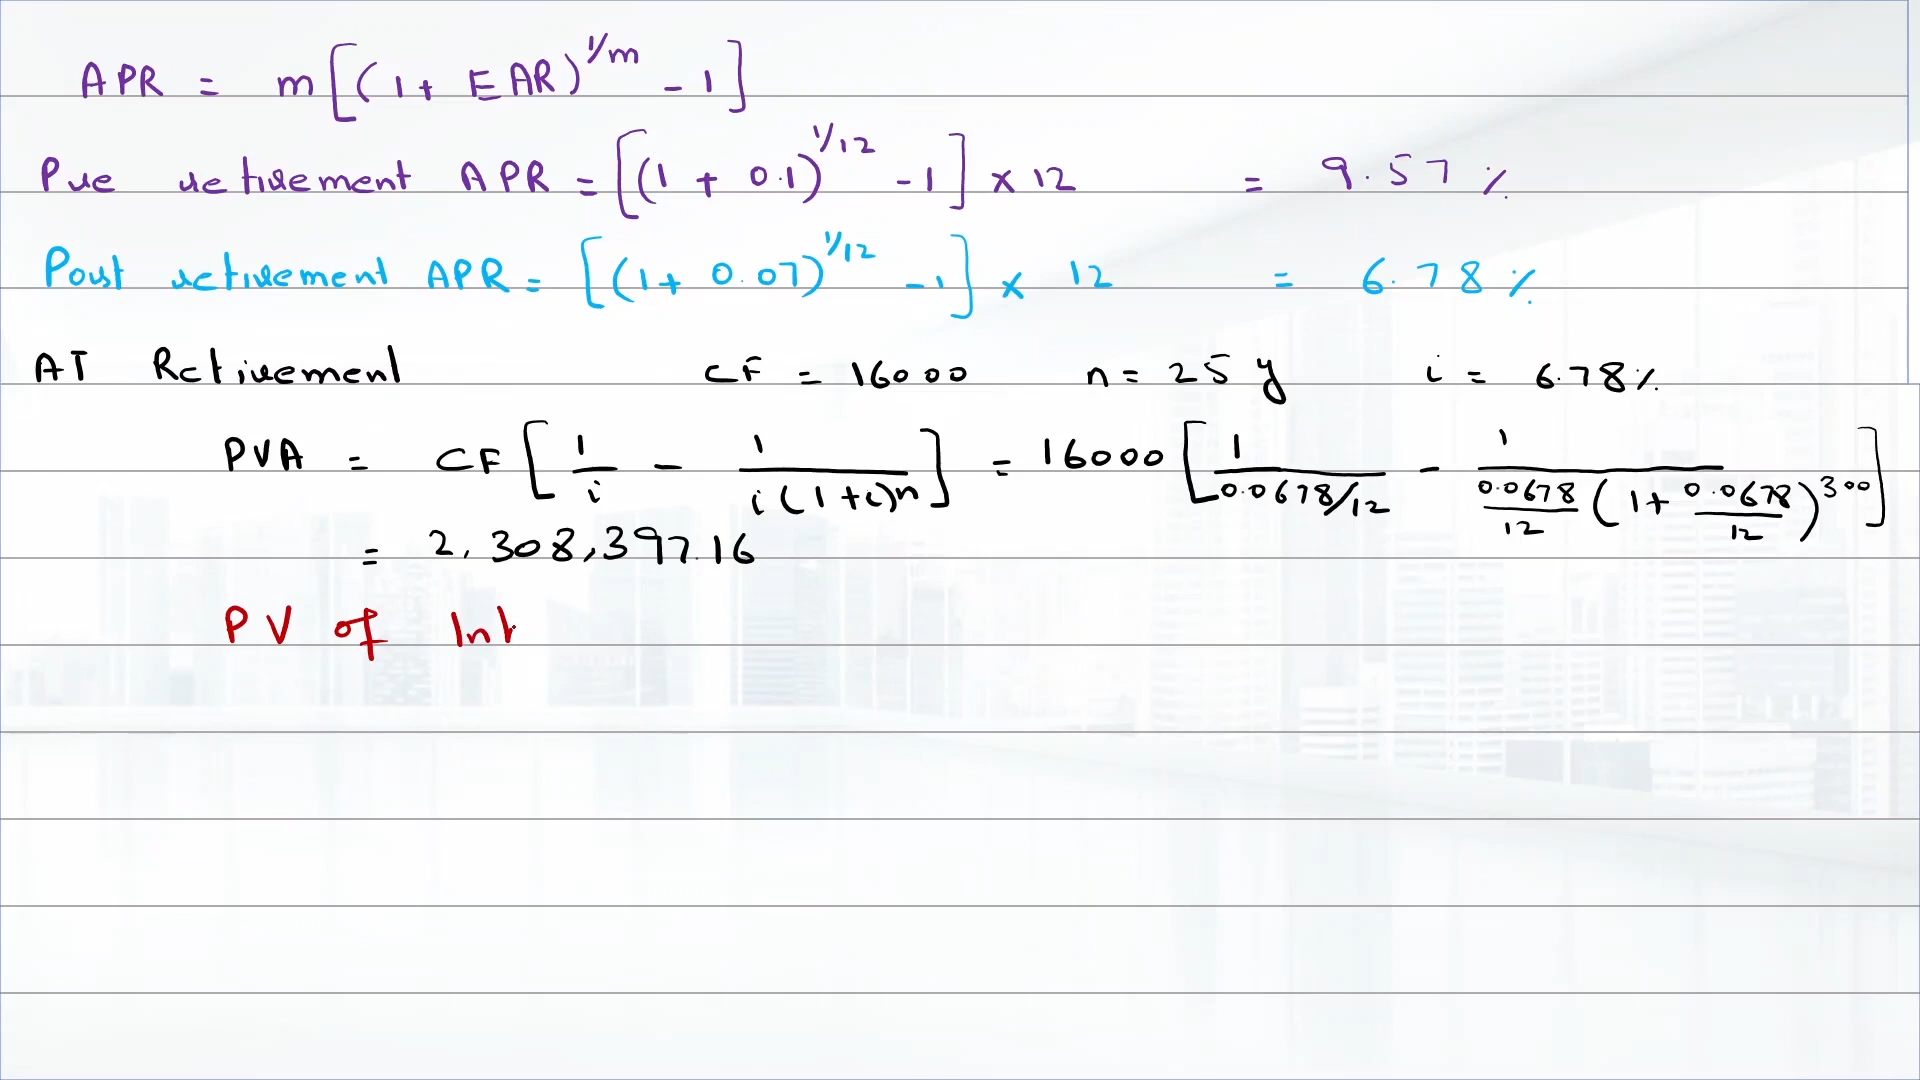 APR = m[(1 + EAR)^1/m - 1]
Pre retirement APR = [(1 + 0.1)^1/12 - 1] x 12 = 9.57 %
Post retirement APR = [(1 + 0.07)^1/12 - 1] x 12 = 6.78 %
AT Retirement CF = 16000 n = 25 y i = 6.78 %
PVA = CF [1/i - 1/i(1+i)n] = 16000 [1/0.0678/12 - 1/0.0678/12 (1 + 0.0678/12)^300]
= 2,308,397.16
PV of Int